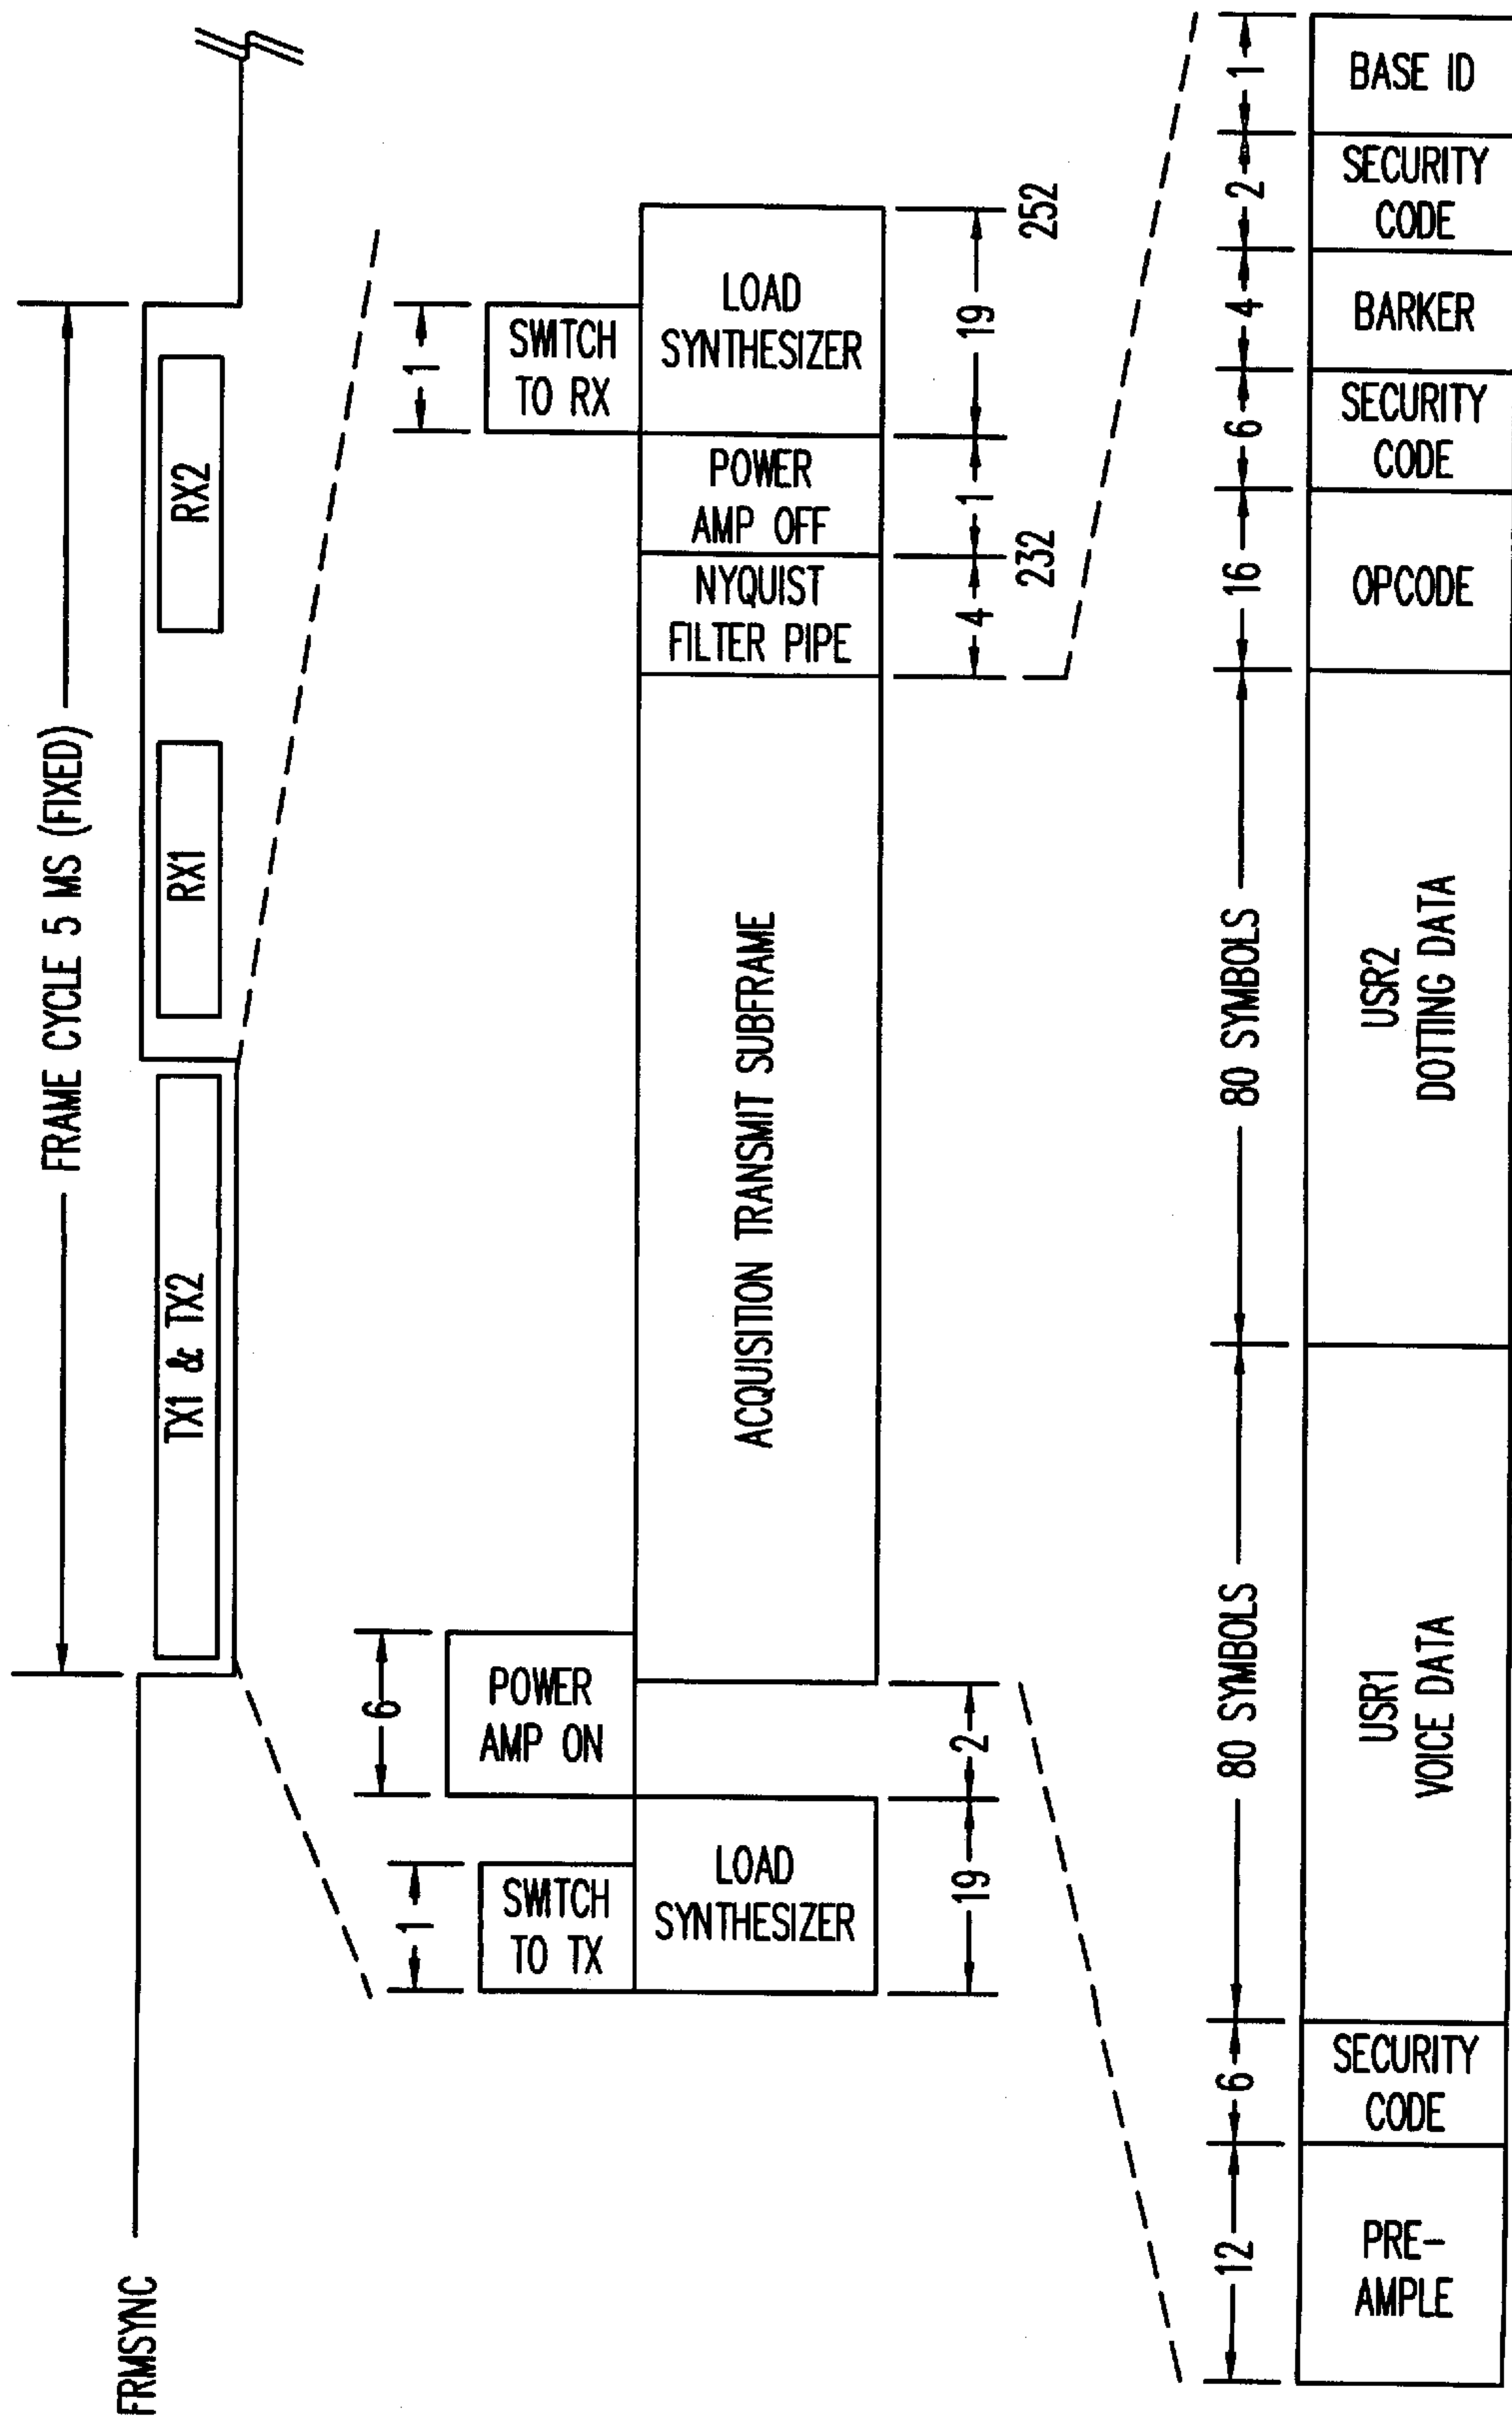 FRAME CYCLE 5 MS (FIXED)
FRMSYNC
TX1 & TX2
RX1
RX2
1
6
1
SWITCH
TO TX
POWER
AMP ON
SWITCH
TO RX
LOAD
SYNTHESIZER
ACQUISITION TRANSMIT SUBFRAME
NYQUIST
FILTER PIPE
POWER
AMP OFF
LOAD
SYNTHESIZER
19
2
4
1
19
232
252
12
6
80 SYMBOLS
80 SYMBOLS
16
6
4
2
1
PRE-
AMPLE
SECURITY
CODE
USR1
VOICE DATA
USR2
DOTTING DATA
OPCODE
SECURITY
CODE
BARKER
SECURITY
CODE
BASE ID